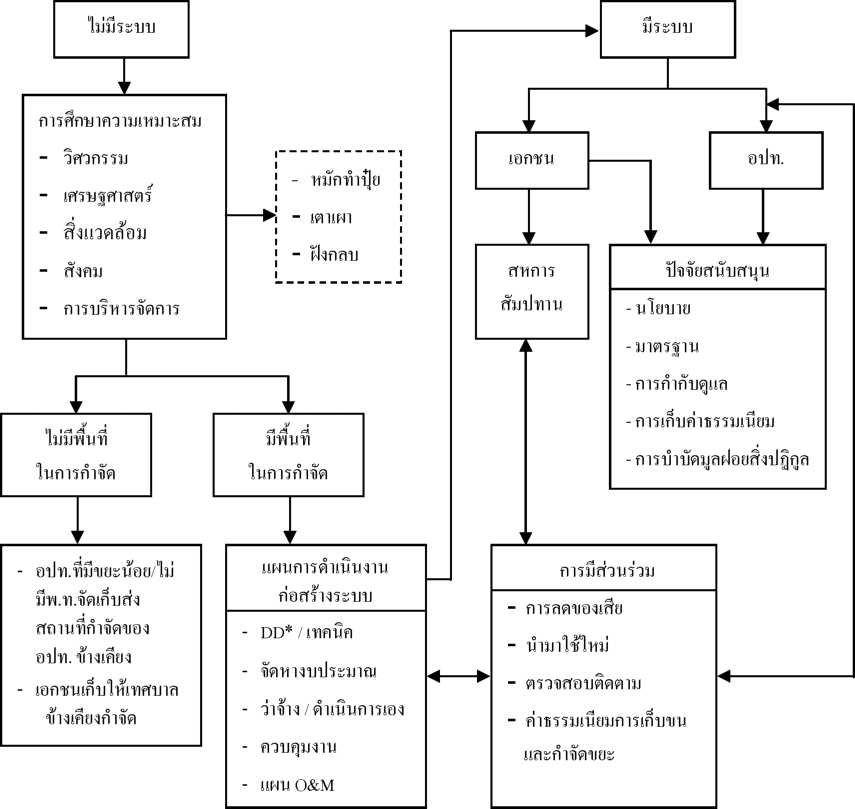 ไม่มีระบบ
มีระบบ
การศึกษาความเหมาะสม
- วิศวกรรม
- เศรษฐศาสตร์
- สิ่งแวดล้อม
- สังคม
- การบริหารจัดการ
- หมักทำปุ๋ย
- เตาเผา
- ฝังกลบ
เอกชน
อปท.
สหการ
สัมปทาน
ปัจจัยสนับสนุน
- นโยบาย
- มาตรฐาน
- การกำกับดูแล
- การเก็บค่าธรรมเนียม
- การบำบัดมูลฝอยสิ่งปฏิกูล
ไม่มีพื้นที่
ในการกำจัด
มีพื้นที่
ในการกำจัด
- อปท.ที่มีขยะน้อย/ไม่
มีพ.ท.จัดเก็บส่ง
สถานที่กำจัดของ
อปท. ข้างเคียง
- เอกชนเก็บให้เทศบาล
ข้างเคียงกำจัด
แผนการดำเนินงาน
ก่อสร้างระบบ
- DD* / เทคนิค
- จัดหางบประมาณ
- ว่าจ้าง / ดำเนินการเอง
- ควบคุมงาน
- แผน O&M
การมีส่วนร่วม
- การลดของเสีย
- นำมาใช้ใหม่
- ตรวจสอบติดตาม
- ค่าธรรมเนียมการเก็บขน
และกำจัดขยะ